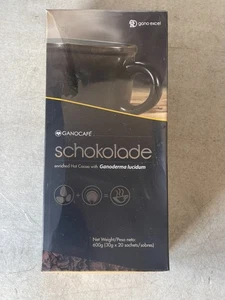 gano excel
GANOCAFÉ
schokolade
enriched Hot Cocoa with Ganoderma lucidum
Net Weight/Peso neto
600g (30g x 20 sachets/sobres)